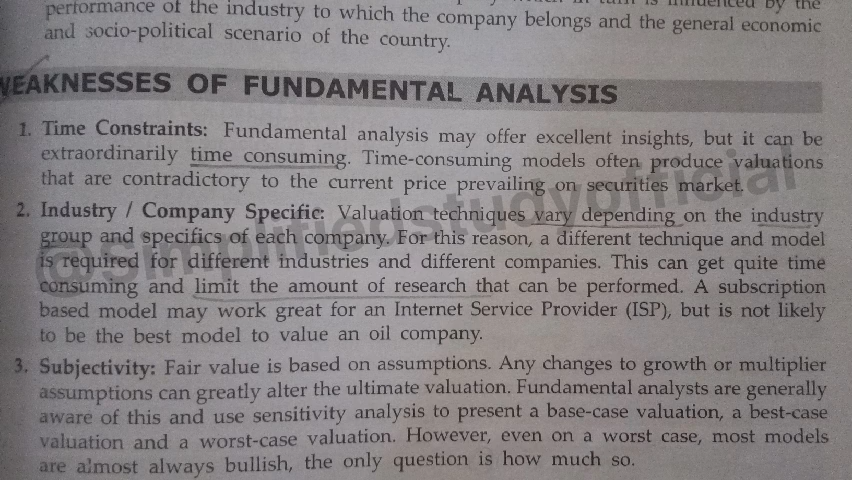 performance of the industry to which the company belongs and the general economic
and socio-political scenario of the country.
WEAKNESSES OF FUNDAMENTAL ANALYSIS
1. Time Constraints: Fundamental analysis may offer excellent insights, but it can be
extraordinarily time consuming. Time-consuming models often produce valuations
that are contradictory to the current price prevailing on securities market.
2. Industry / Company Specific: Valuation techniques vary depending on the industry
group and specifics of each company. For this reason, a different technique and model
is required for different industries and different companies. This can get quite time
consuming and limit the amount of research that can be performed. A subscription
based model may work great for an Internet Service Provider (ISP), but is not likely
to be the best model to value an oil company.
3. Subjectivity: Fair value is based on assumptions. Any changes to growth or multiplier
assumptions can greatly alter the ultimate valuation. Fundamental analysts are generally
aware of this and use sensitivity analysis to present a base-case valuation, a best-case
valuation and a worst-case valuation. However, even on a worst case, most models
are almost always bullish, the only question is how much so.
@simplifiedstudyofficial